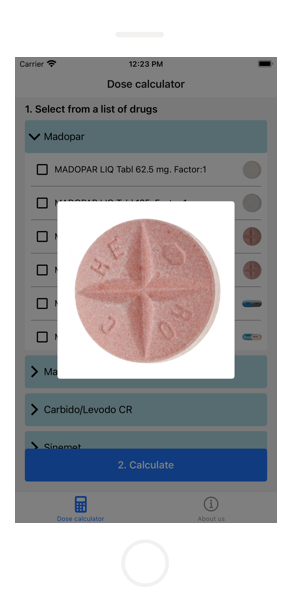 Carrier 12:23 PM
Dose calculator
1. Select from a list of drugs
Madopar
MADOPAR LIQ Tabl 62.5 mg. Factor:1
ROCHE
Carbido/Levodo CR
Sinemet
2. Calculate
Dose calculator
About us